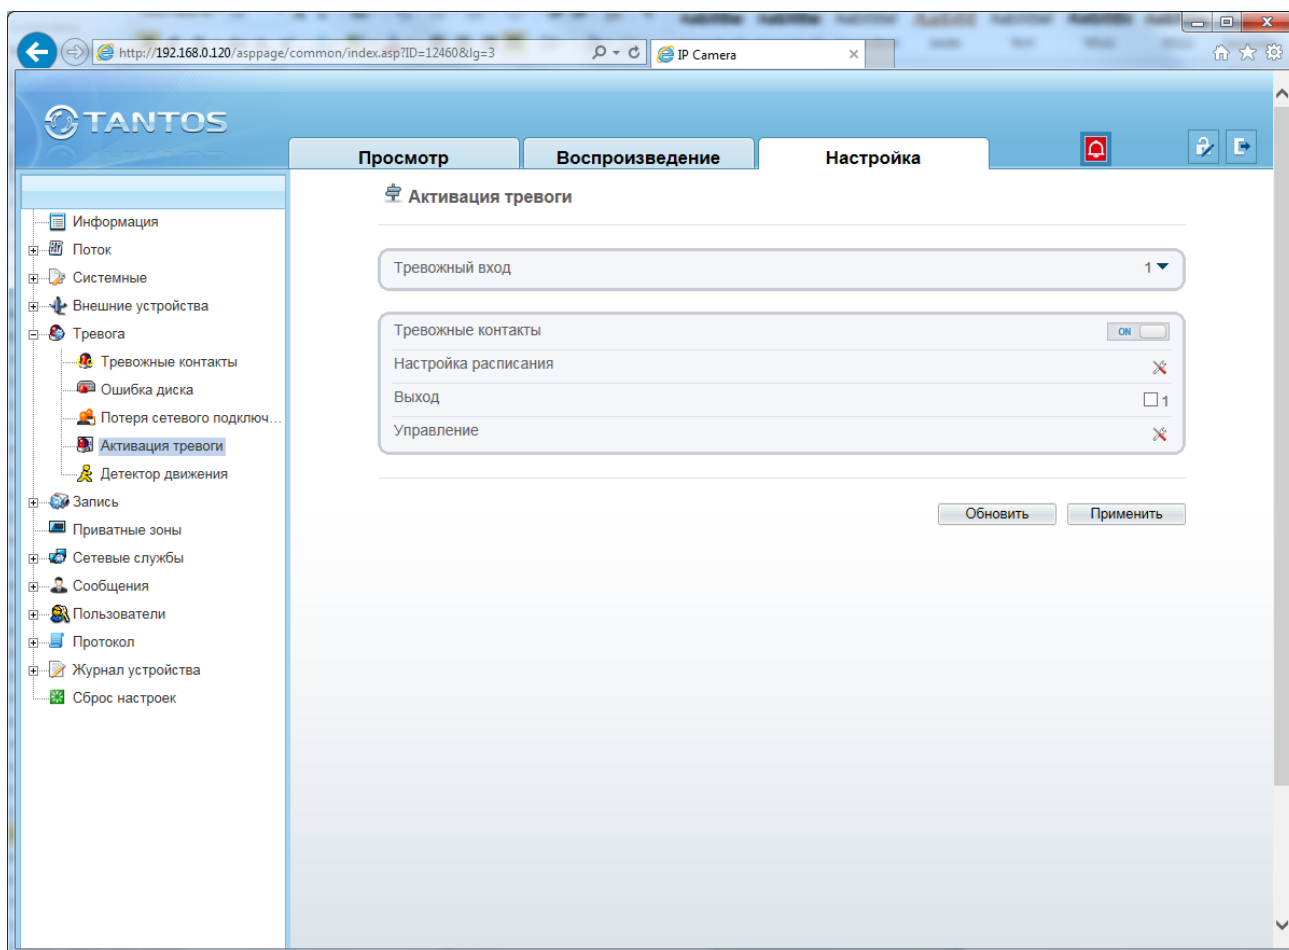 http://192.168.0.120/asppage/common/index.asp?ID=12460&lg=3
IP Camera
TANTOS
Просмотр
Воспроизведение
Настройка
Активация тревоги
Информация
Поток
Системные
Внешние устройства
Тревога
Тревожные контакты
Ошибка диска
Потеря сетевого подключ...
Активация тревоги
Детектор движения
Запись
Приватные зоны
Сетевые службы
Сообщения
Пользователи
Протокол
Журнал устройства
Сброс настроек
Тревожный вход 1
Тревожные контакты ON
Настройка расписания
Выход 1
Управление
Обновить Применить